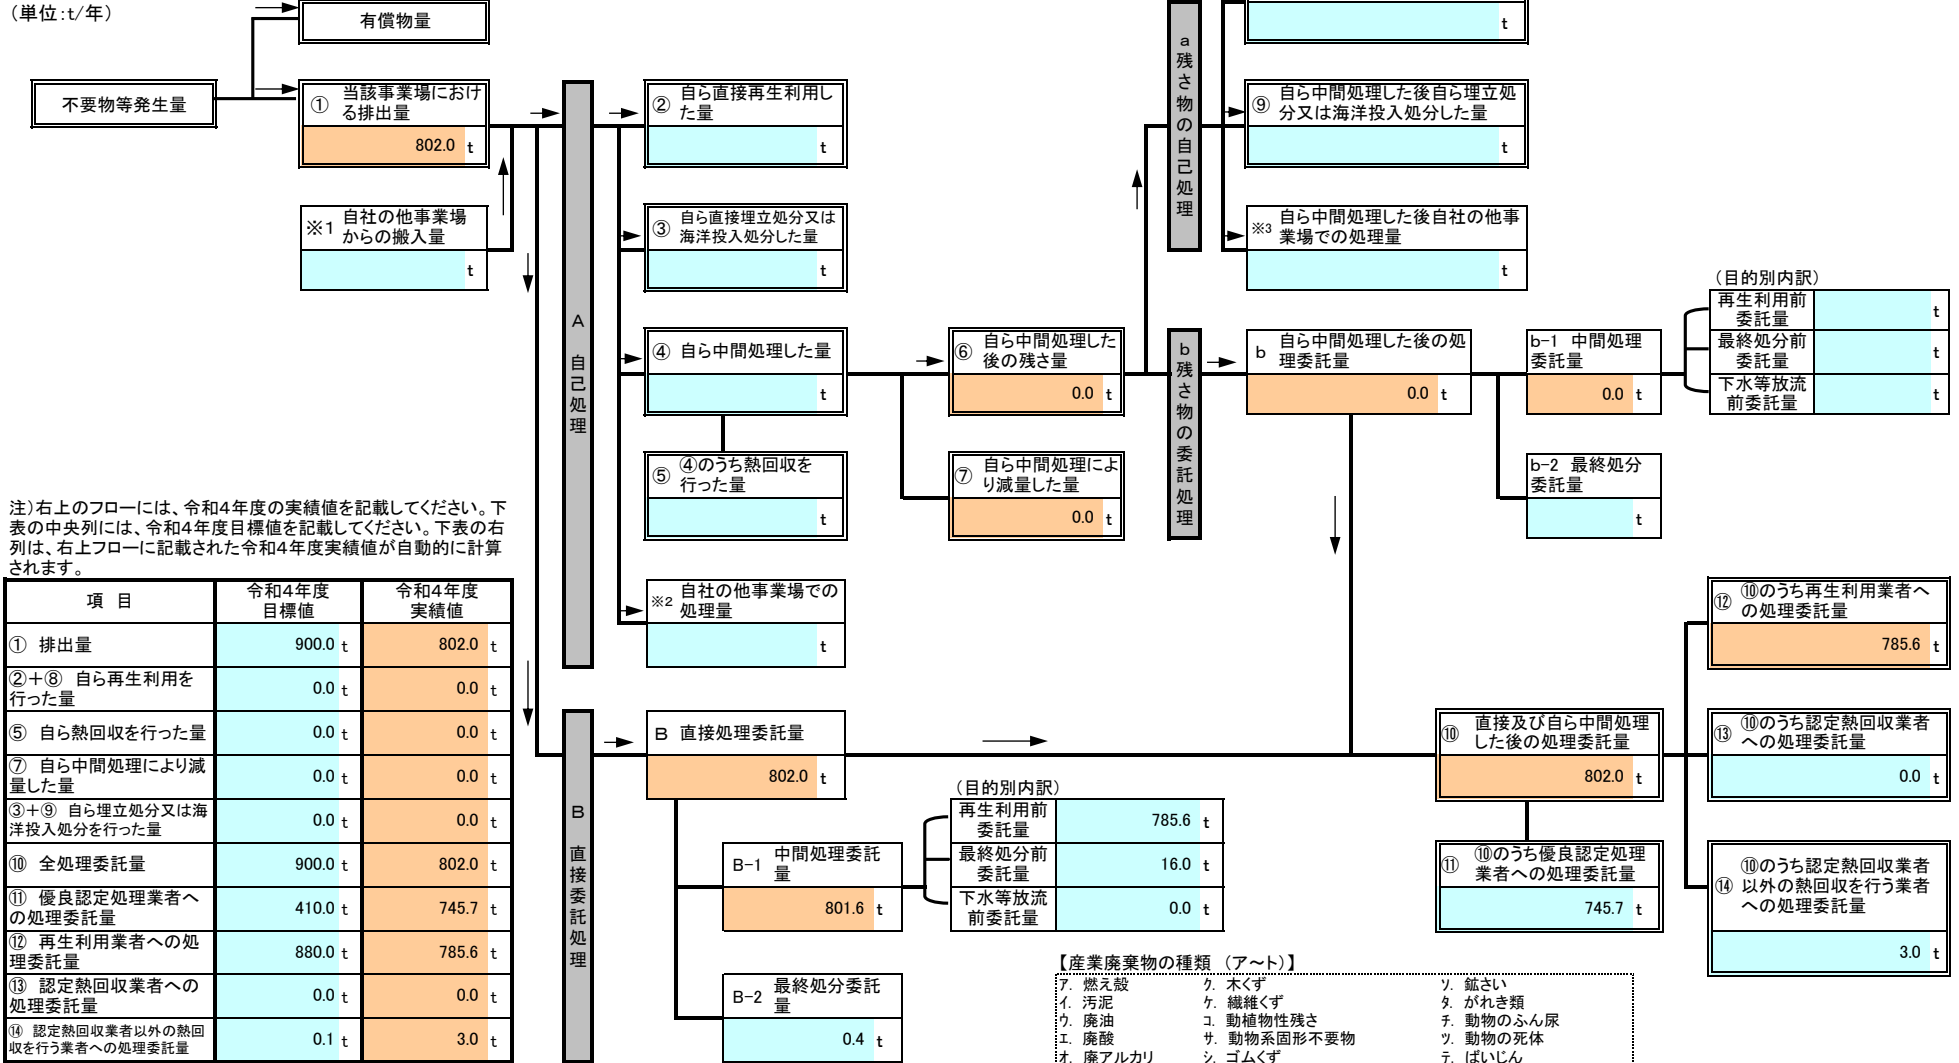 （単位:t/年）
有償物量
t
不要物等発生量
① 当該事業場におけ
る排出量
802.0 t
※1 自社の他事業場
からの搬入量
t
A 自己処理
② 自ら直接再生利用し
た量
t
③ 自ら直接埋立処分又は
海洋投入処分した量
t
④ 自ら中間処理した量
t
⑤ ④のうち熱回収を
行った量
t
※2 自社の他事業場での
処理量
t
⑥ 自ら中間処理した
後の残さ量
0.0 t
⑦ 自ら中間処理によ
り減量した量
0.0 t
a 残さ物の自己処理
⑨ 自ら中間処理した後自ら埋立処
分又は海洋投入処分した量
t
※3 自ら中間処理した後自社の他事
業場での処理量
t
b 残さ物の委託処理
b 自ら中間処理した後の処
理委託量
0.0 t
b-1 中間処理
委託量
0.0 t
b-2 最終処分
委託量
t
（目的別内訳）
再生利用前
委託量
t
最終処分前
委託量
t
下水等放流
前委託量
t
注）右上のフローには、令和4年度の実績値を記載してください。下
表の中央列には、令和4年度目標値を記載してください。下表の右
列は、右上フローに記載された令和4年度実績値が自動的に計算
されます。
項 目
令和4年度
目標値
令和4年度
実績値
① 排出量 900.0 t 802.0 t
②＋⑧ 自ら再生利用を
行った量 0.0 t 0.0 t
⑤ 自ら熱回収を行った量 0.0 t 0.0 t
⑦ 自ら中間処理により減
量した量 0.0 t 0.0 t
③＋⑨ 自ら埋立処分又は海
洋投入処分を行った量 0.0 t 0.0 t
⑩ 全処理委託量 900.0 t 802.0 t
⑪ 優良認定処理業者へ
の処理委託量 410.0 t 745.7 t
⑫ 再生利用業者への処
理委託量 880.0 t 785.6 t
⑬ 認定熱回収業者への
処理委託量 0.0 t 0.0 t
⑭ 認定熱回収業者以外の熱回
収を行う業者への処理委託量 0.1 t 3.0 t
B 直接委託処理
B 直接処理委託量
802.0 t
B-1 中間処理委託
量
801.6 t
B-2 最終処分委託
量
0.4 t
（目的別内訳）
再生利用前
委託量
785.6 t
最終処分前
委託量
16.0 t
下水等放流
前委託量
0.0 t
⑩ 直接及び自ら中間処理
した後の処理委託量
802.0 t
⑪ ⑩のうち優良認定処理
業者への処理委託量
745.7 t
⑫ ⑩のうち再生利用業者へ
の処理委託量
785.6 t
⑬ ⑩のうち認定熱回収業者
への処理委託量
0.0 t
⑭ ⑩のうち認定熱回収業者
以外の熱回収を行う業者
への処理委託量
3.0 t
【産業廃棄物の種類 （ア～ト）】
ア. 燃え殻 ク. 木くず ソ. 鉱さい
イ. 汚泥 ケ. 繊維くず タ. がれき類
ウ. 廃油 コ. 動植物性残さ チ. 動物のふん尿
エ. 廃酸 サ. 動物系固形不要物 ツ. 動物の死体
オ. 廃アルカリ シ. ゴムくず テ. ばいじん